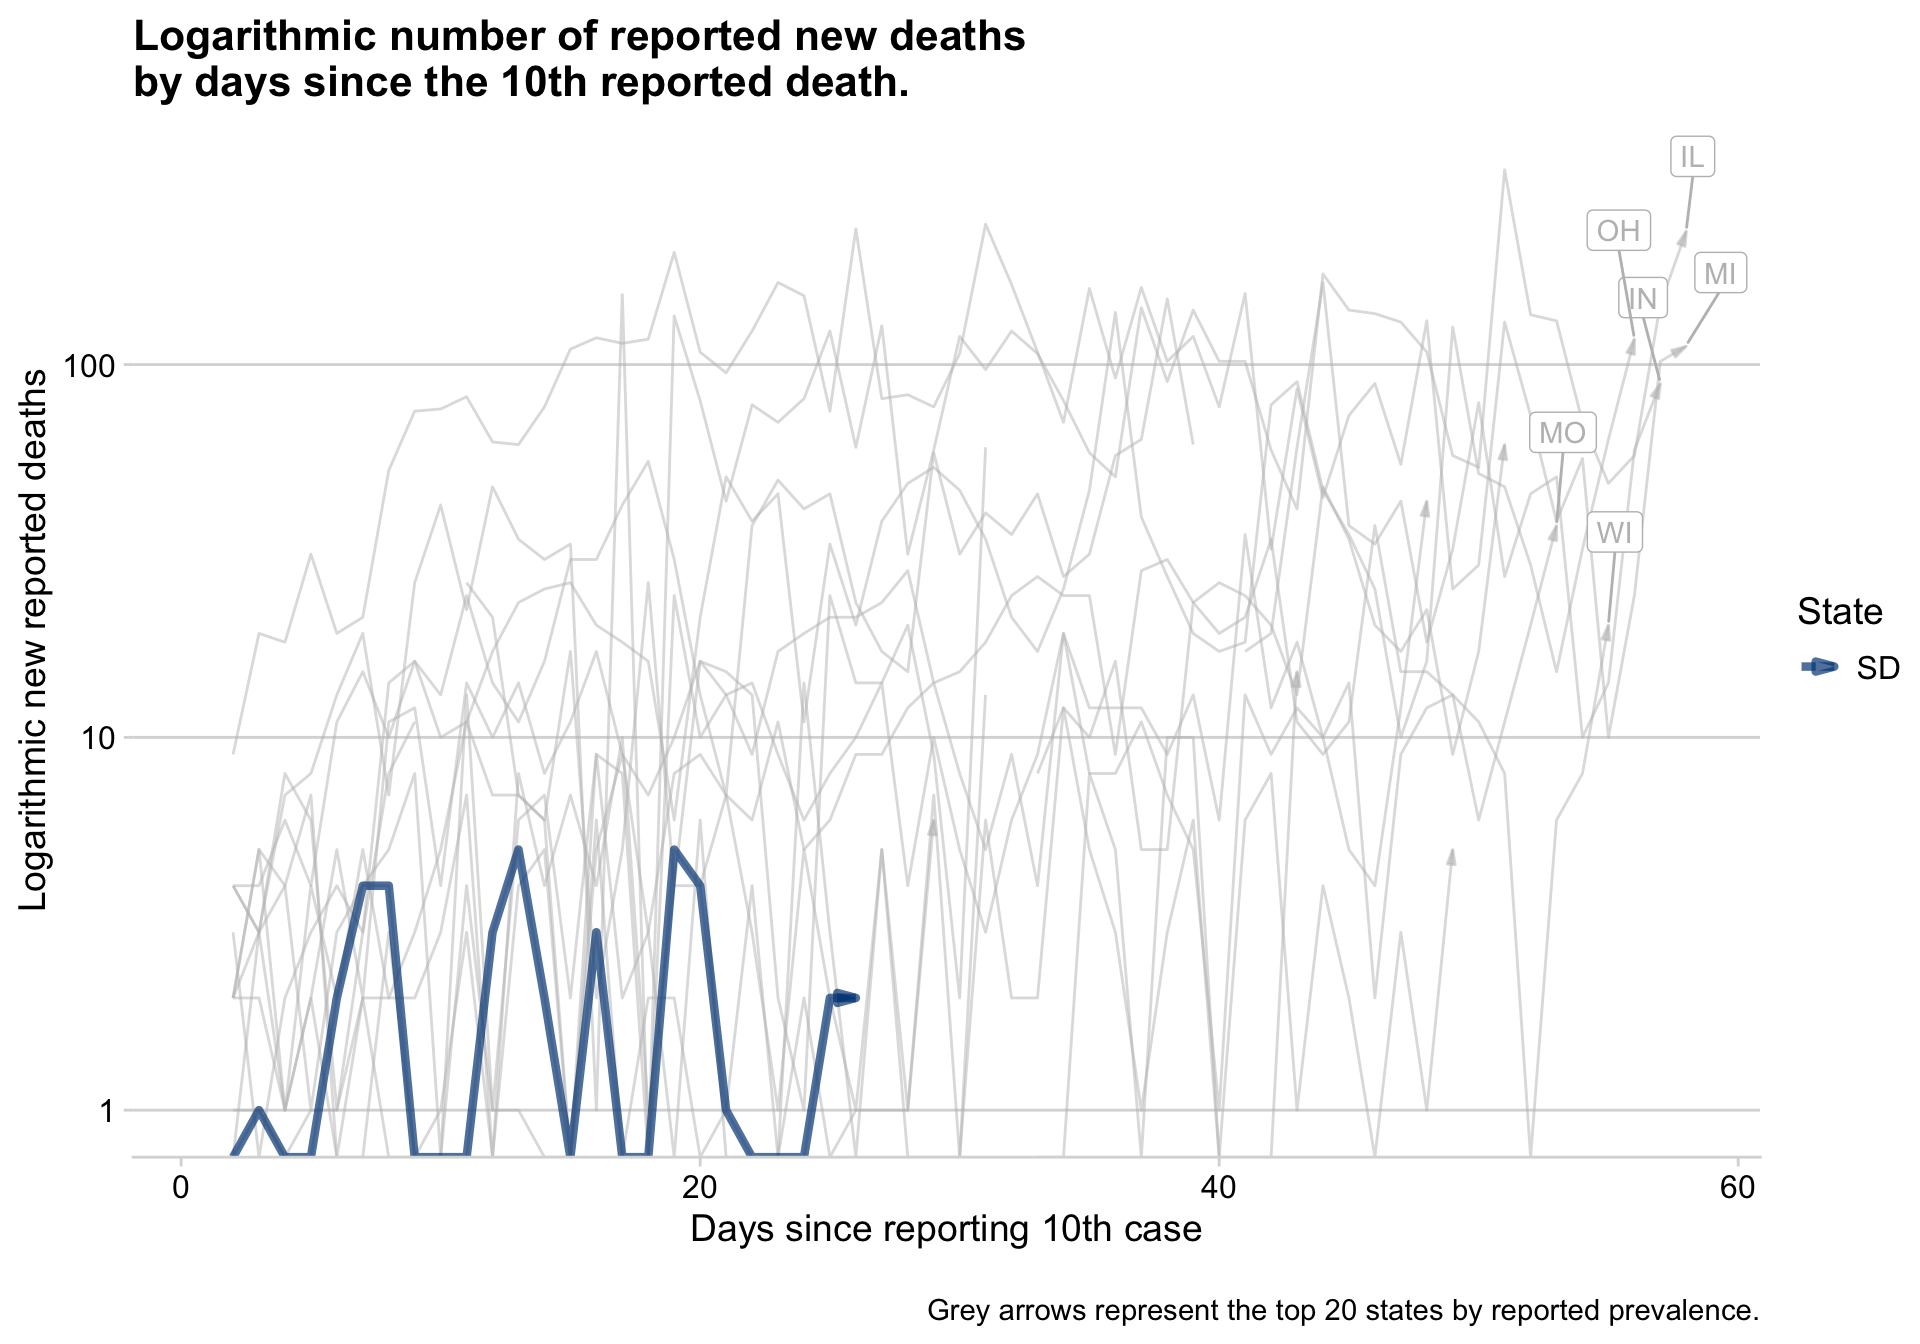 Logarithmic number of reported new deaths
by days since the 10th reported death.
IL
OH
MI
IN
MO
WI
100
10
1
Logarithmic new reported deaths
0 20 40 60
Days since reporting 10th case
State
SD
Grey arrows represent the top 20 states by reported prevalence.